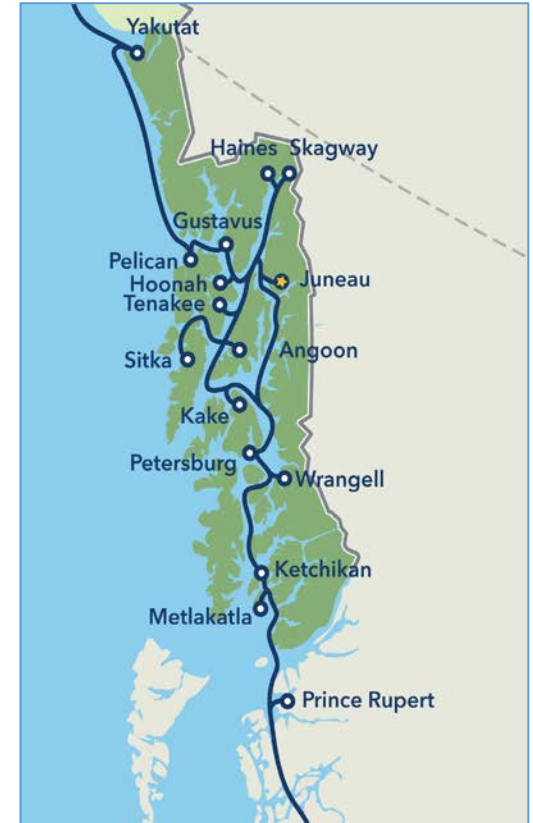 Yakutat
Haines Skagway
Gustavus
Pelican
Hoonah
Juneau
Tenakee
Angoon
Sitka
Kake
Petersburg
Wrangell
Ketchikan
Metlakatla
Prince Rupert